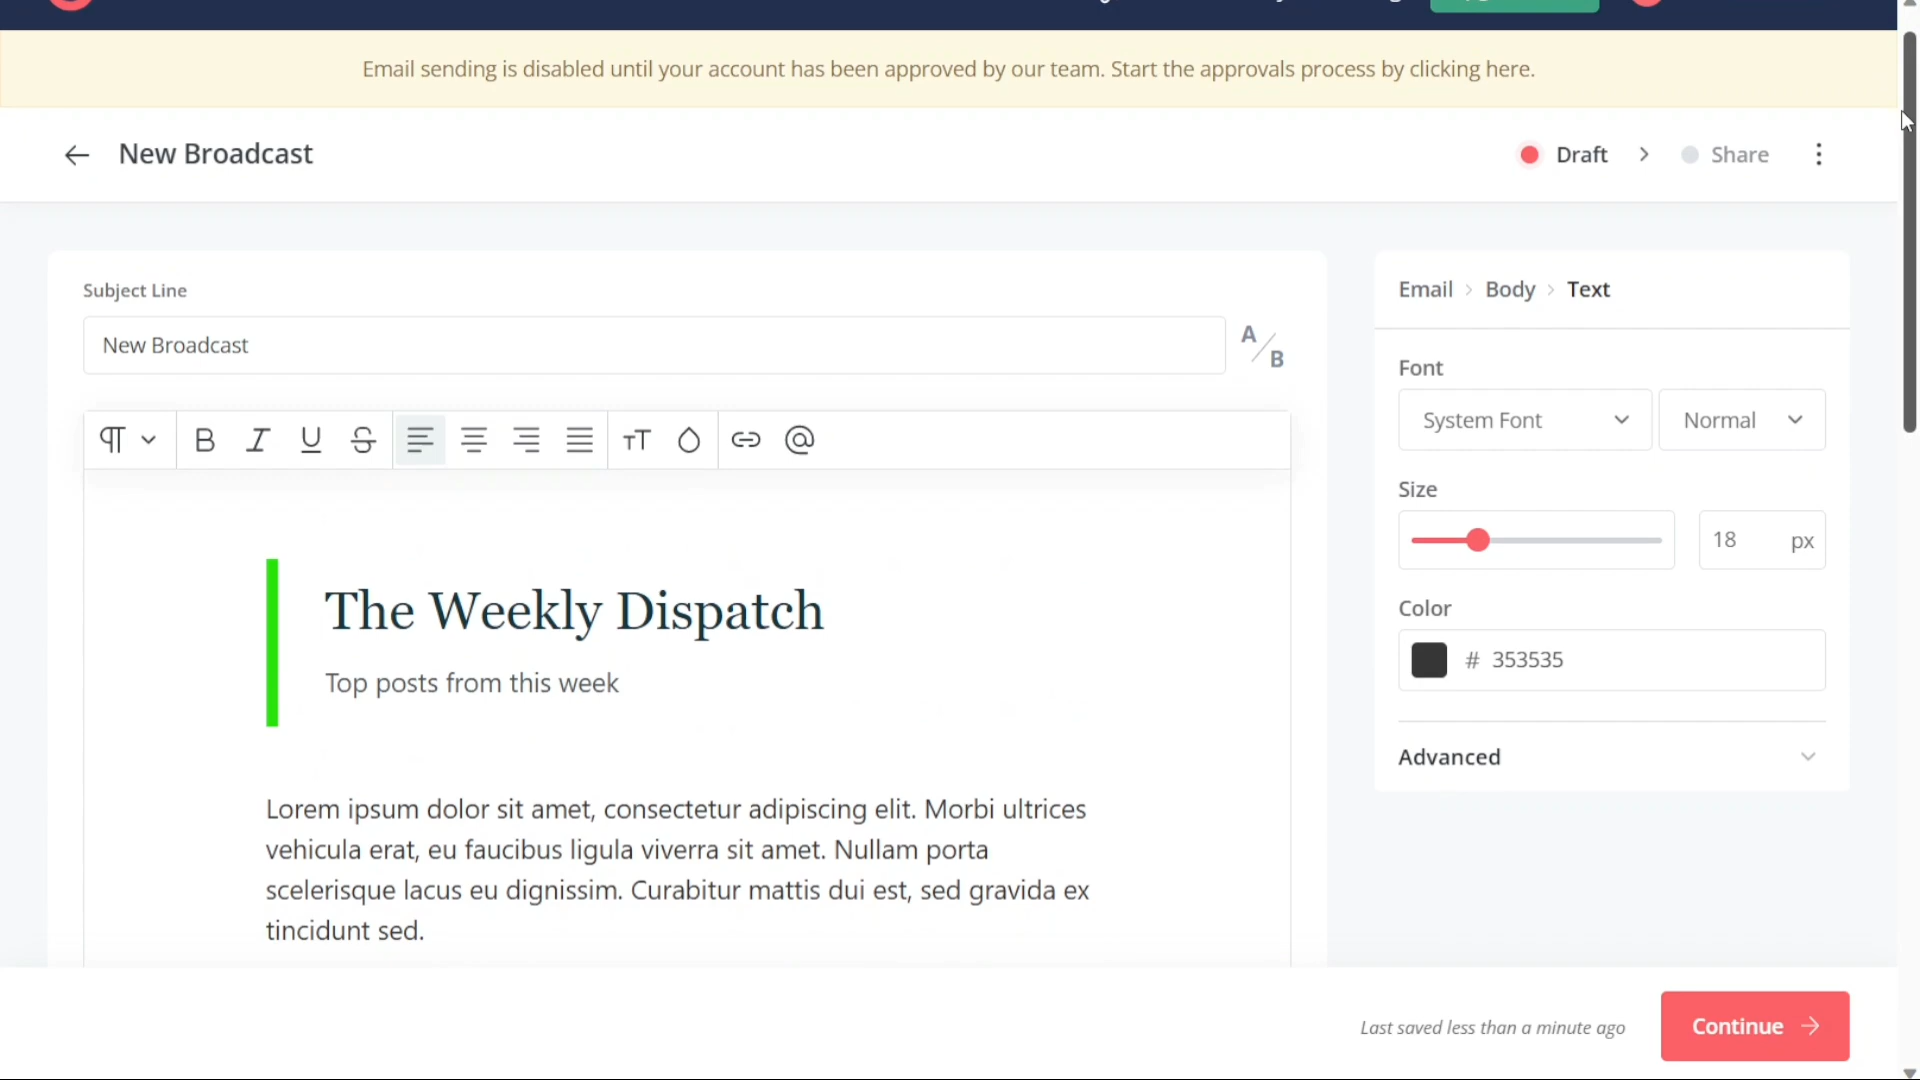 Email sending is disabled until your account has been approved by our team. Start the approvals process by clicking here.
New Broadcast
Draft
Share
Subject Line
New Broadcast
A/B
Email > Body > Text
Font
System Font
Normal
Size
18 px
Color
# 353535
Advanced
The Weekly Dispatch
Top posts from this week
Lorem ipsum dolor sit amet, consectetur adipiscing elit. Morbi ultrices
vehicula erat, eu faucibus ligula viverra sit amet. Nullam porta
scelerisque lacus eu dignissim. Curabitur mattis dui est, sed gravida ex
tincidunt sed.
Last saved less than a minute ago
Continue